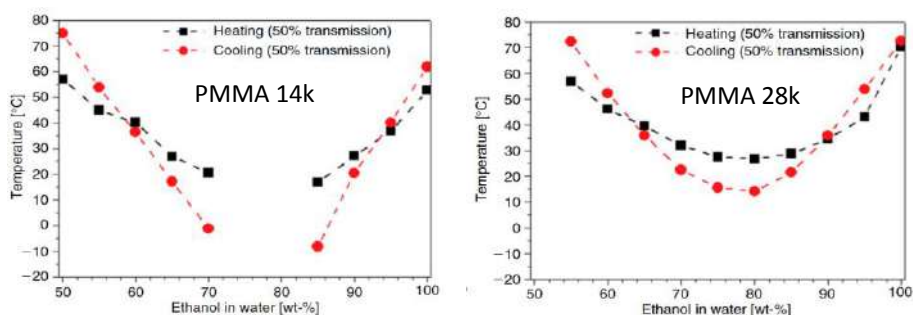 80
70
60
50
40
30
20
10
0
−10
−20
Temperature [°C]
Heating (50% transmission)
Cooling (50% transmission)
PMMA 14k
50 60 70 80 90 100
Ethanol in water [wt-%]
80
70
60
50
40
30
20
10
0
−10
−20
Temperature [°C]
Heating (50% transmission)
Cooling (50% transmission)
PMMA 28k
50 60 70 80 90 100
Ethanol in water [wt-%]